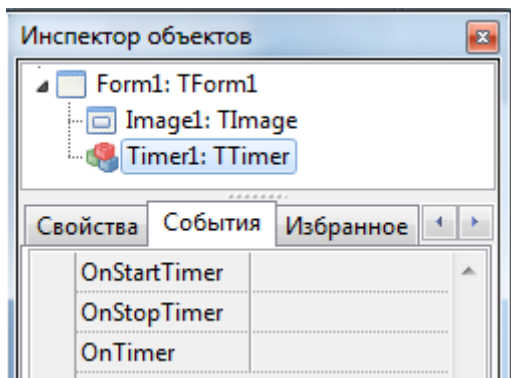 Инспектор объектов
Form1: TForm1
Image1: TImage
Timer1: TTimer
Свойства События Избранное
OnStartTimer
OnStopTimer
OnTimer